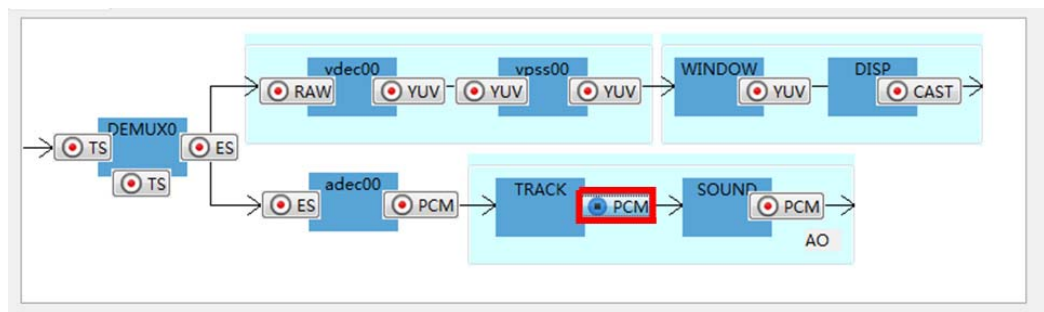 vdec00
vpss00
WINDOW
DISP
RAW
YUV
YUV
YUV
YUV
CAST
DEMUX0
TS
ES
TS
adec00
TRACK
SOUND
ES
PCM
PCM
PCM
AO